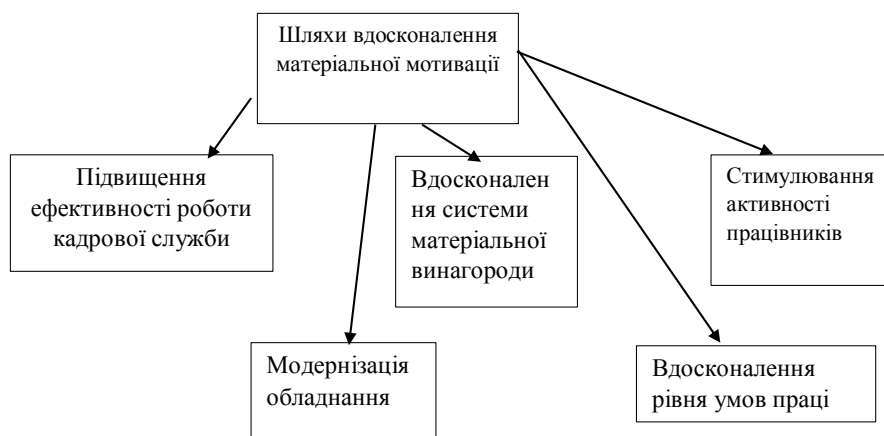 Шляхи вдосконалення
матеріальної мотивації
Підвищення
ефективності роботи
кадрової служби
Вдосконален
ня системи
матеріальної
винагороди
Стимулювання
активності
працівників
Модернізація
обладнання
Вдосконалення
рівня умов праці